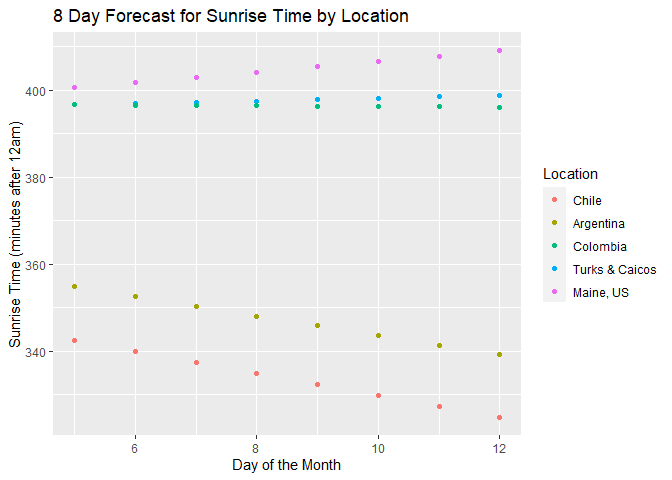 8 Day Forecast for Sunrise Time by Location
Sunrise Time (minutes after 12am)
400
380
360
340
6
8
10
12
Day of the Month
Location
Chile
Argentina
Colombia
Turks & Caicos
Maine, US